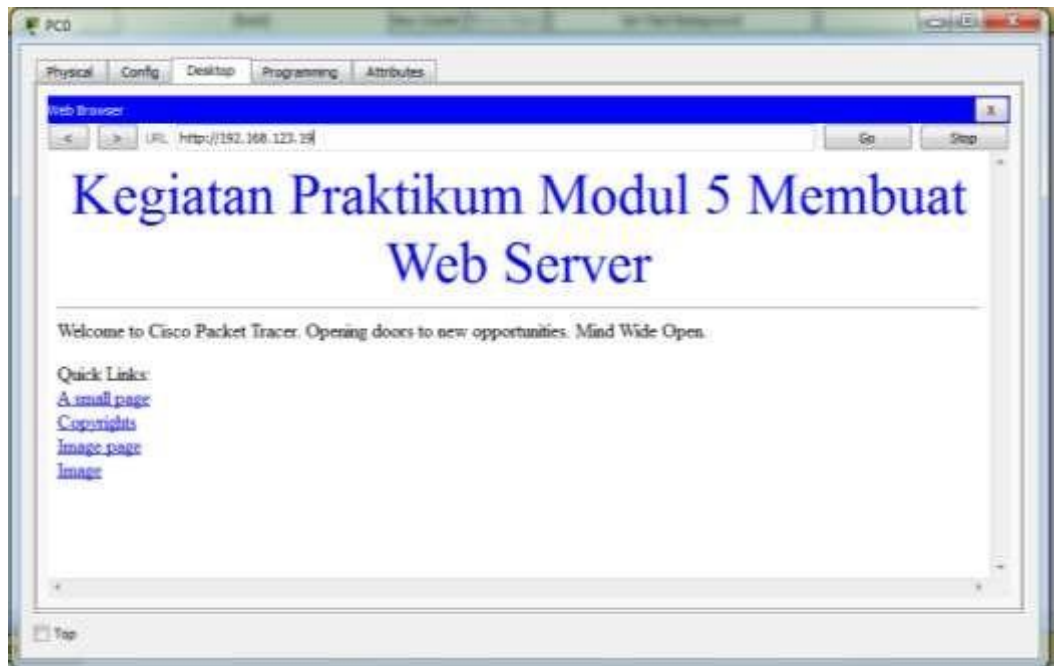 PC0
Physical Config Desktop Programming Attributes
Web Browser X
< > URL http://192.168.123.19 Go Stop
Kegiatan Praktikum Modul 5 Membuat
Web Server
Welcome to Cisco Packet Tracer. Opening doors to new opportunities. Mind Wide Open.
Quick Links:
A small page
Copyrights
Image page
Image
Top